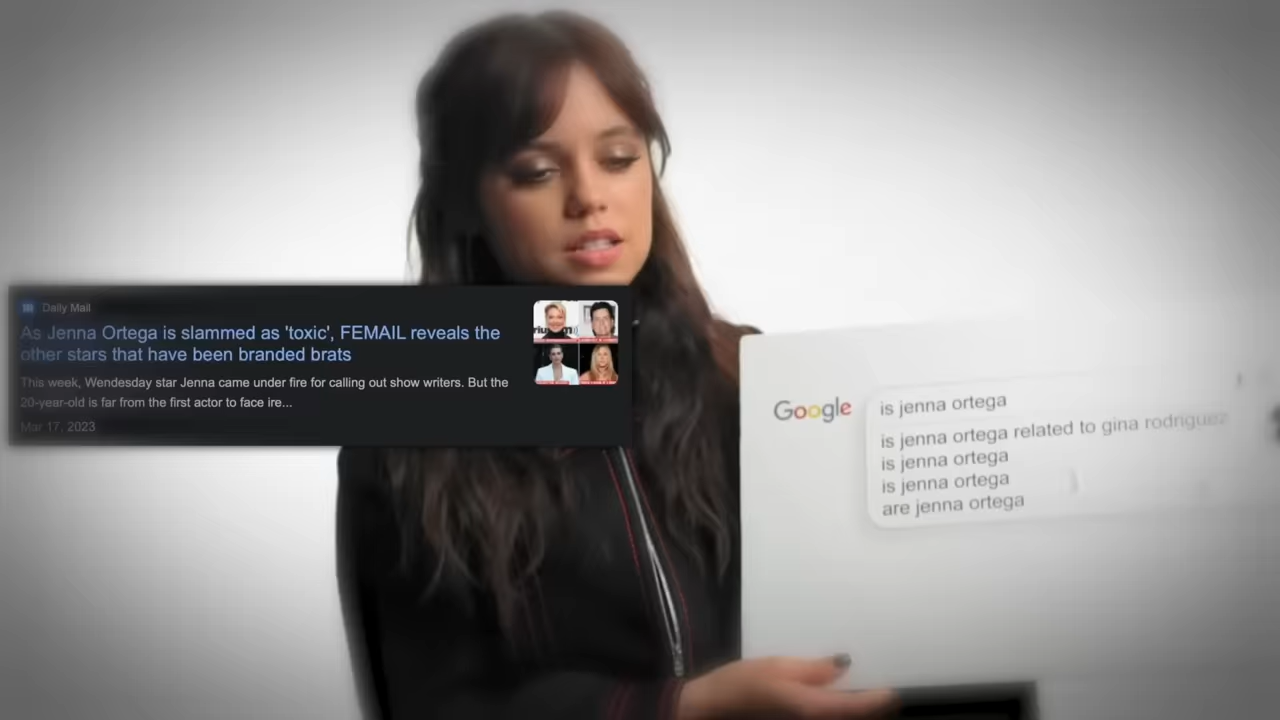 Daily Mail
As Jenna Ortega is slammed as 'toxic', FEMAIL reveals the
other stars that have been branded brats
This week, Wendesday star Jenna came under fire for calling out show writers. But the
20-year-old is far from the first actor to face ire...
Mar 17, 2023
Google
is jenna ortega
is jenna ortega related to gina rodriguez
is jenna ortega
is jenna ortega
are jenna ortega